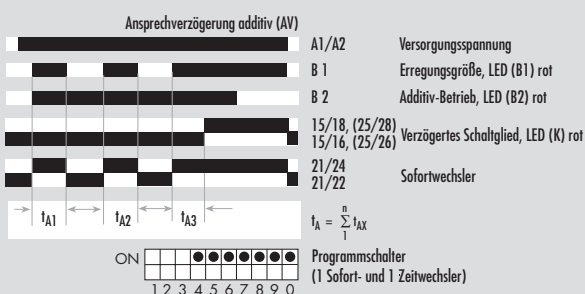 Ansprechverzögerung additiv (AV)
A1/A2 Versorgungsspannung
B 1 Erregungsgröße, LED (B1) rot
B 2 Additiv-Betrieb, LED (B2) rot
15/18, (25/28)
15/16, (25/26) Verzögertes Schaltglied, LED (K) rot
21/24
21/22 Sofortwechsler
tA1 tA2 tA3
tA = n Σ 1 tAX
ON
Programmschalter
(1 Sofort- und 1 Zeitwechsler)
1 2 3 4 5 6 7 8 9 0